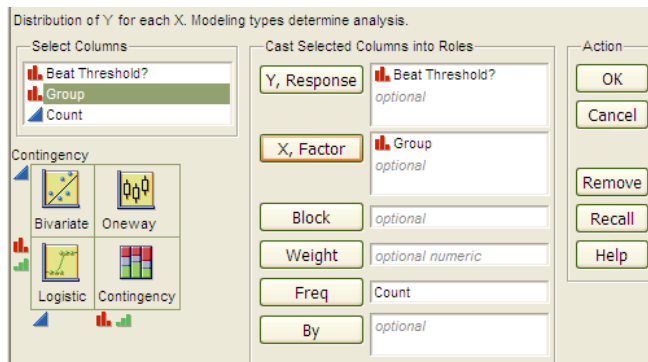 Distribution of Y for each X. Modeling types determine analysis.
Select Columns
Beat Threshold?
Group
Count
Contingency
Bivariate
Oneway
Logistic
Contingency
Cast Selected Columns into Roles
Y, Response
Beat Threshold?
optional
X, Factor
Group
optional
Block
optional
Weight
optional numeric
Freq
Count
By
optional
Action
OK
Cancel
Remove
Recall
Help